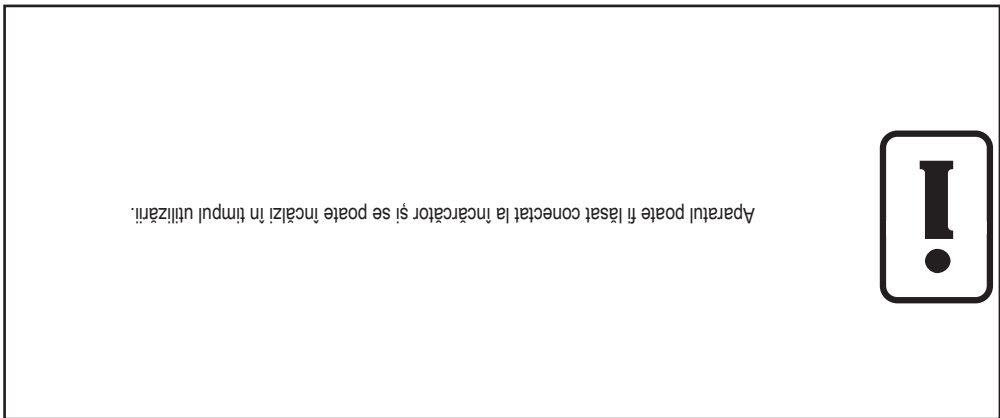 i
Aparatul poate fi lăsat conectat la încărcător și se poate încălzi în timpul utilizării.